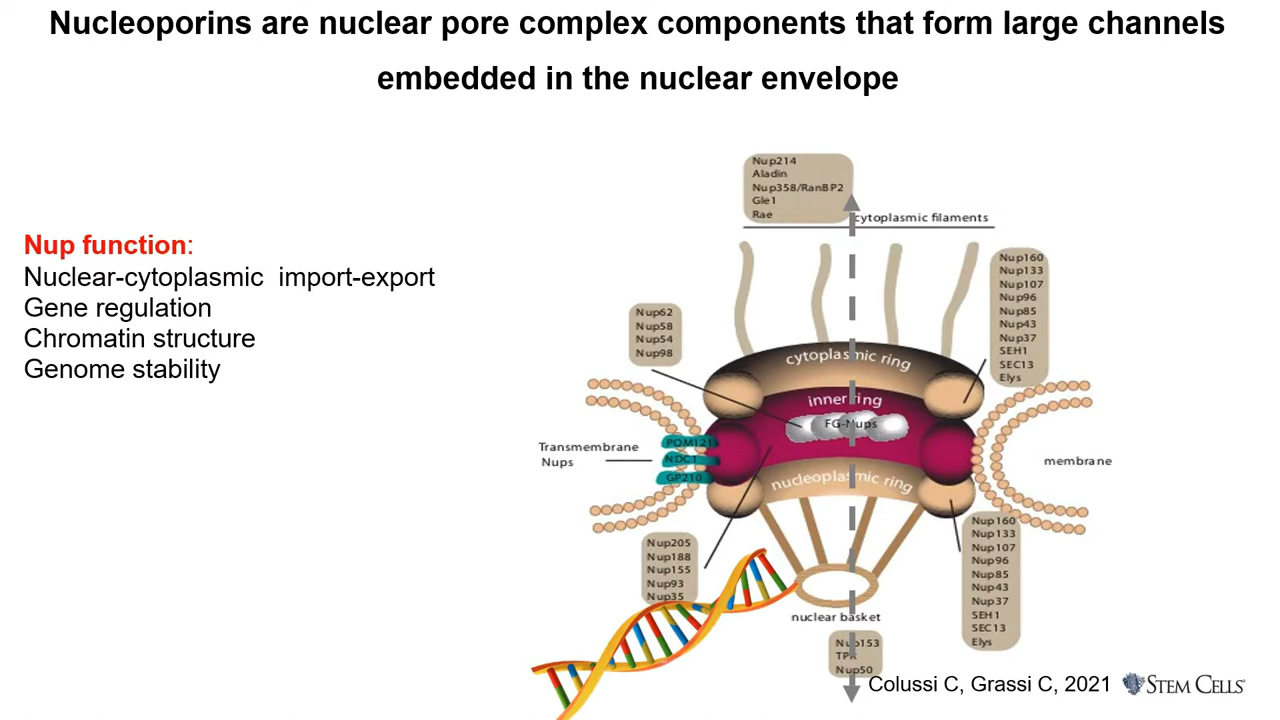 Nucleoporins are nuclear pore complex components that form large channels
embedded in the nuclear envelope
Nup function:
Nuclear-cytoplasmic import-export
Gene regulation
Chromatin structure
Genome stability
Nup214
Aladin
Nup358/RanBP2
Gle1
Rae
cytoplasmic filaments
Nup160
Nup133
Nup107
Nup96
Nup85
Nup43
Nup37
SEH1
SEC13
Elys
Nup62
Nup58
Nup54
Nup98
cytoplasmic ring
inner ring
FG-Nups
Transmembrane
Nups
POM121
NDC1
GP210
membrane
nucleoplasmic ring
Nup205
Nup188
Nup155
Nup93
Nup35
Nup160
Nup133
Nup107
Nup96
Nup85
Nup43
Nup37
SEH1
SEC13
Elys
nuclear basket
Nup153
TPR
Nup50
Colussi C, Grassi C, 2021
STEM CELLS